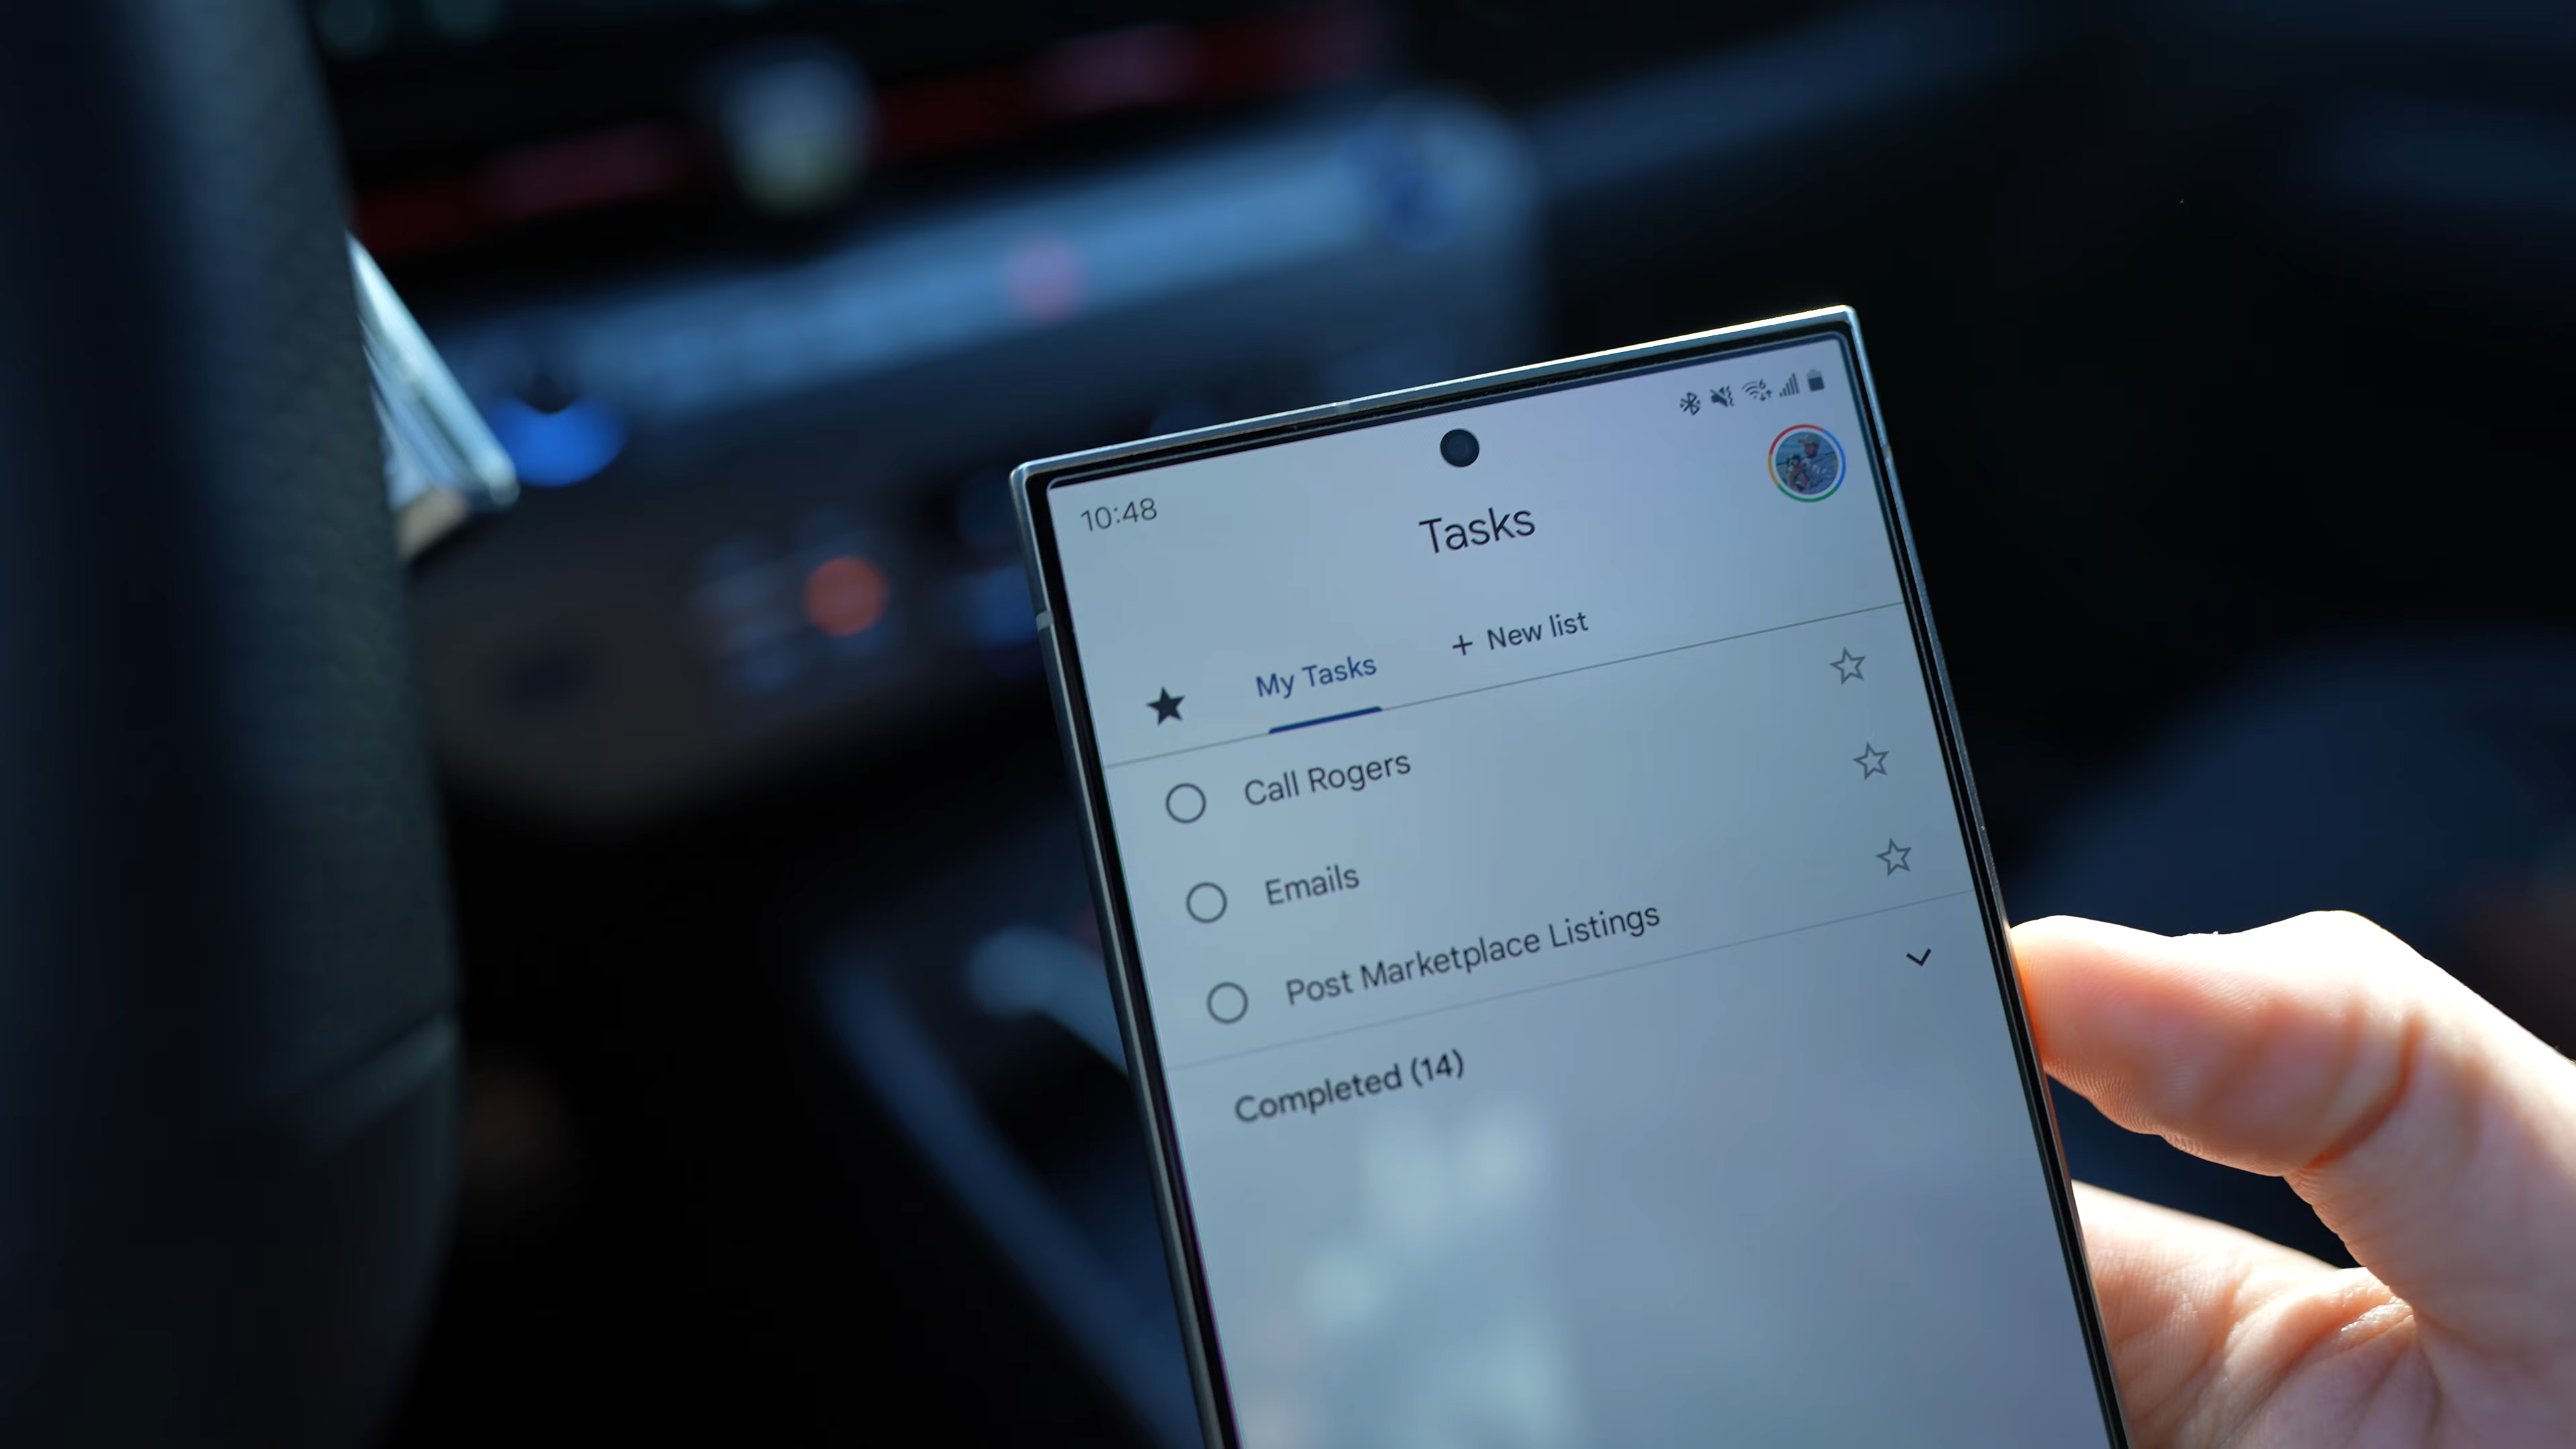 10:48
Tasks
My Tasks
+ New list
Call Rogers
Emails
Post Marketplace Listings
Completed (14)